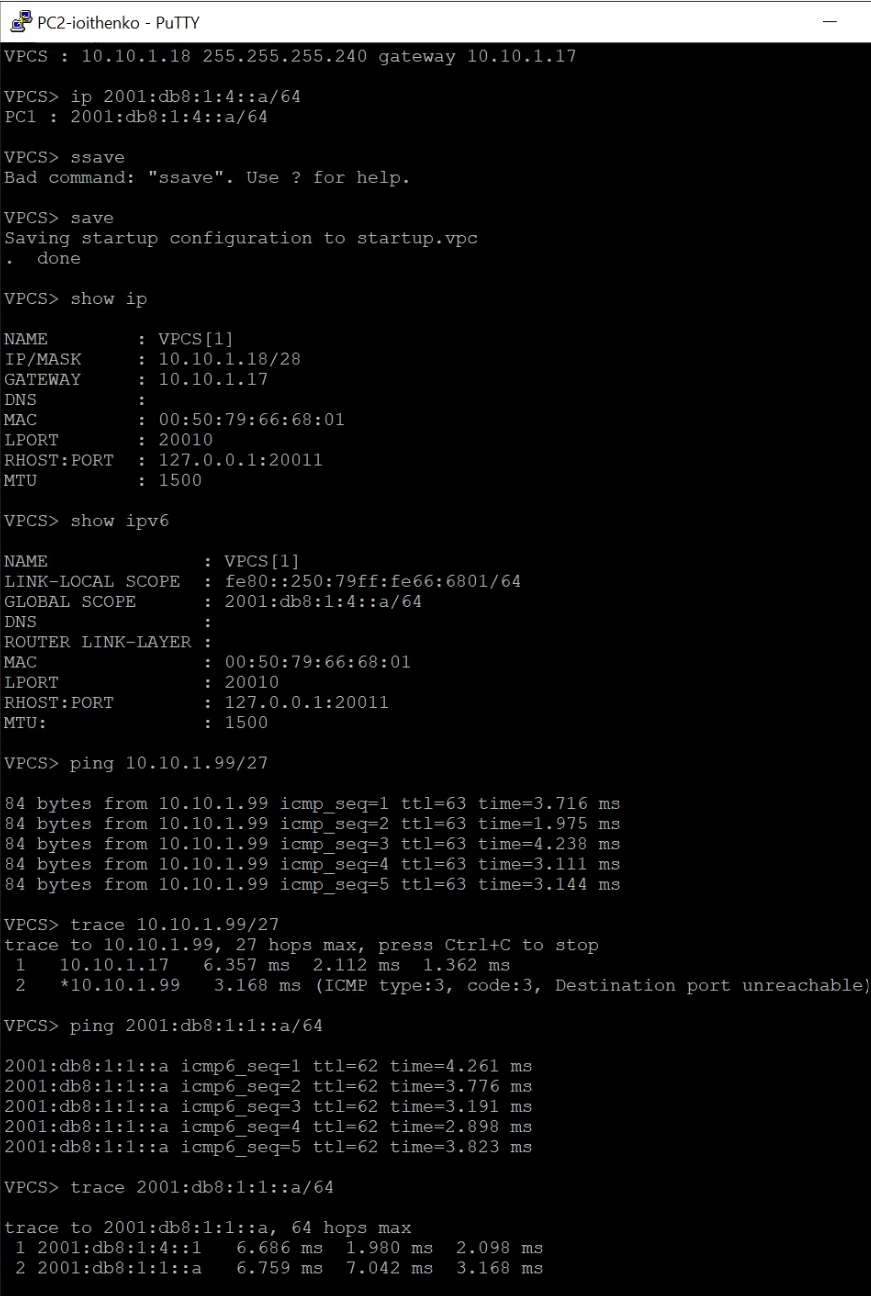 PC2-ioithenko - PuTTY
VPCS : 10.10.1.18 255.255.255.240 gateway 10.10.1.17
VPCS> ip 2001:db8:1:4::a/64
PC1 : 2001:db8:1:4::a/64
VPCS> ssave
Bad command: "ssave". Use ? for help.
VPCS> save
Saving startup configuration to startup.vpc
.  done
VPCS> show ip
NAME        : VPCS[1]
IP/MASK     : 10.10.1.18/28
GATEWAY     : 10.10.1.17
DNS         :
MAC         : 00:50:79:66:68:01
LPORT       : 20010
RHOST:PORT  : 127.0.0.1:20011
MTU         : 1500
VPCS> show ipv6
NAME              : VPCS[1]
LINK-LOCAL SCOPE  : fe80::250:79ff:fe66:6801/64
GLOBAL SCOPE      : 2001:db8:1:4::a/64
DNS               :
ROUTER LINK-LAYER :
MAC               : 00:50:79:66:68:01
LPORT             : 20010
RHOST:PORT        : 127.0.0.1:20011
MTU:              : 1500
VPCS> ping 10.10.1.99/27
84 bytes from 10.10.1.99 icmp_seq=1 ttl=63 time=3.716 ms
84 bytes from 10.10.1.99 icmp_seq=2 ttl=63 time=1.975 ms
84 bytes from 10.10.1.99 icmp_seq=3 ttl=63 time=4.238 ms
84 bytes from 10.10.1.99 icmp_seq=4 ttl=63 time=3.111 ms
84 bytes from 10.10.1.99 icmp_seq=5 ttl=63 time=3.144 ms
VPCS> trace 10.10.1.99/27
trace to 10.10.1.99, 27 hops max, press Ctrl+C to stop
 1   10.10.1.17   6.357 ms  2.112 ms  1.362 ms
 2   *10.10.1.99   3.168 ms (ICMP type:3, code:3, Destination port unreachable)
VPCS> ping 2001:db8:1:1::a/64
2001:db8:1:1::a icmp6_seq=1 ttl=62 time=4.261 ms
2001:db8:1:1::a icmp6_seq=2 ttl=62 time=3.776 ms
2001:db8:1:1::a icmp6_seq=3 ttl=62 time=3.191 ms
2001:db8:1:1::a icmp6_seq=4 ttl=62 time=2.898 ms
2001:db8:1:1::a icmp6_seq=5 ttl=62 time=3.823 ms
VPCS> trace 2001:db8:1:1::a/64
trace to 2001:db8:1:1::a, 64 hops max
 1 2001:db8:1:4::1   6.686 ms  1.980 ms  2.098 ms
 2 2001:db8:1:1::a   6.759 ms  7.042 ms  3.168 ms